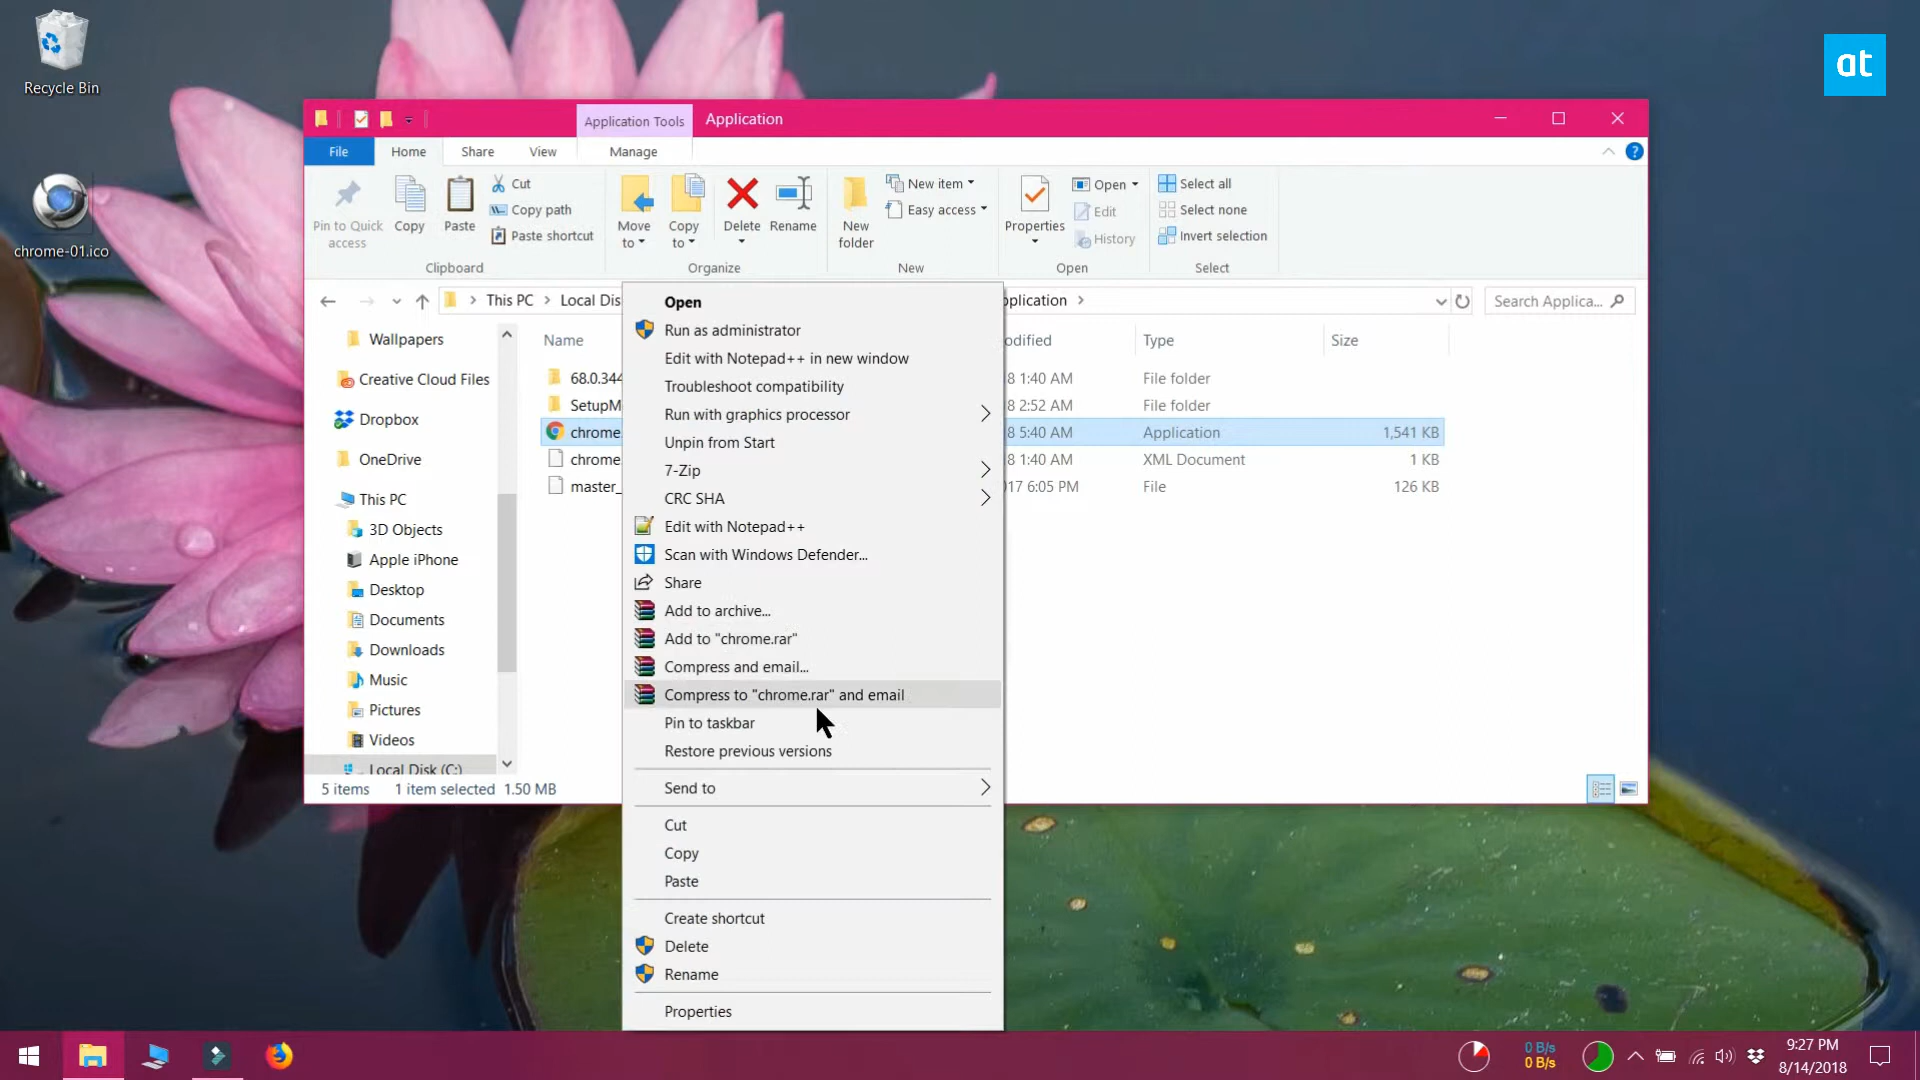 Recycle Bin
at
chrome-01.ico
Application Tools
Application
File
Home
Share
View
Manage
Pin to Quick access
Copy
Paste
Cut
Copy path
Paste shortcut
Clipboard
Move to
Copy to
Delete
Rename
Organize
New folder
New item
Easy access
New
Properties
Open
Edit
History
Open
Select all
Select none
Invert selection
Select
This PC
Local Dis
pplication
Search Applica...
Wallpapers
Creative Cloud Files
Dropbox
OneDrive
This PC
3D Objects
Apple iPhone
Desktop
Documents
Downloads
Music
Pictures
Videos
Local Disk (C:)
Name
odified
Type
Size
68.0.344
8 1:40 AM
File folder
SetupM
8 2:52 AM
File folder
chrome.
8 5:40 AM
Application
1,541 KB
chrome.
8 1:40 AM
XML Document
1 KB
master_
017 6:05 PM
File
126 KB
5 items
1 item selected 1.50 MB
Open
Run as administrator
Edit with Notepad++ in new window
Troubleshoot compatibility
Run with graphics processor
Unpin from Start
7-Zip
CRC SHA
Edit with Notepad++
Scan with Windows Defender...
Share
Add to archive...
Add to "chrome.rar"
Compress and email...
Compress to "chrome.rar" and email
Pin to taskbar
Restore previous versions
Send to
Cut
Copy
Paste
Create shortcut
Delete
Rename
Properties
0 B/s
0 B/s
9:27 PM
8/14/2018